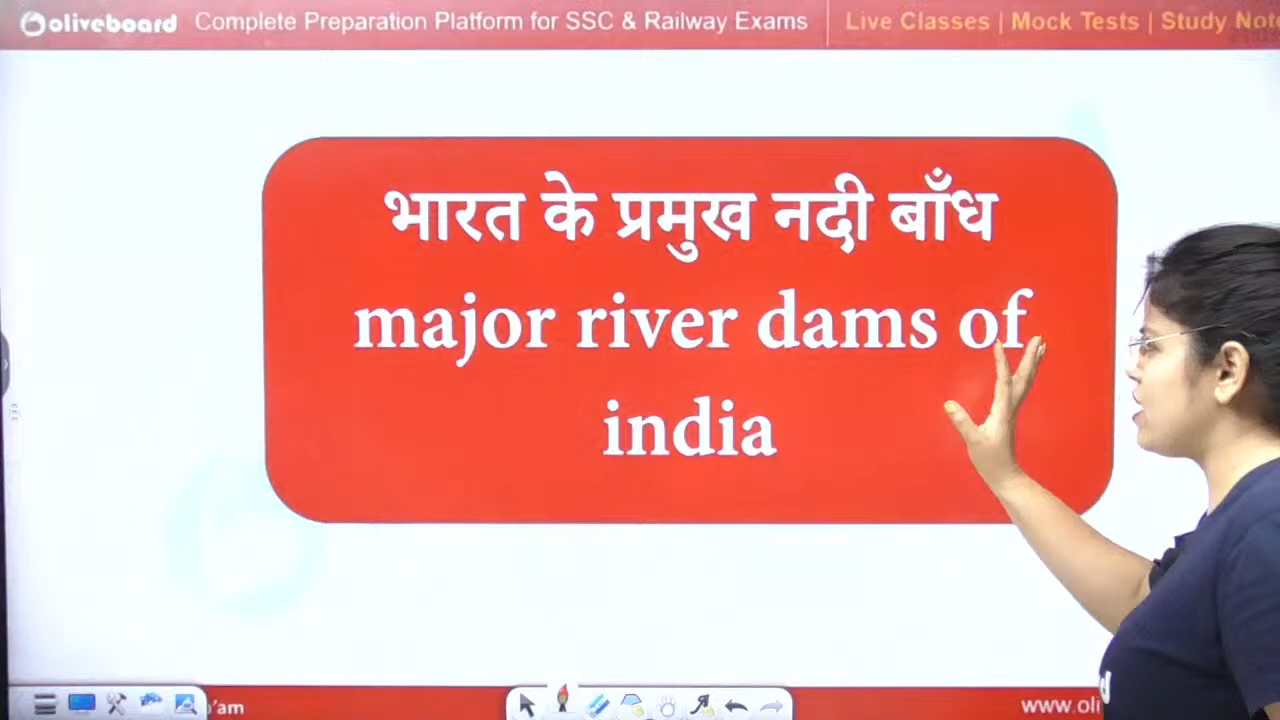 oliveboard Complete Preparation Platform for SSC & Railway Exams Live Classes | Mock Tests | Study
भारत के प्रमुख नदी बाँध
major river dams of
india
a'am www.oli